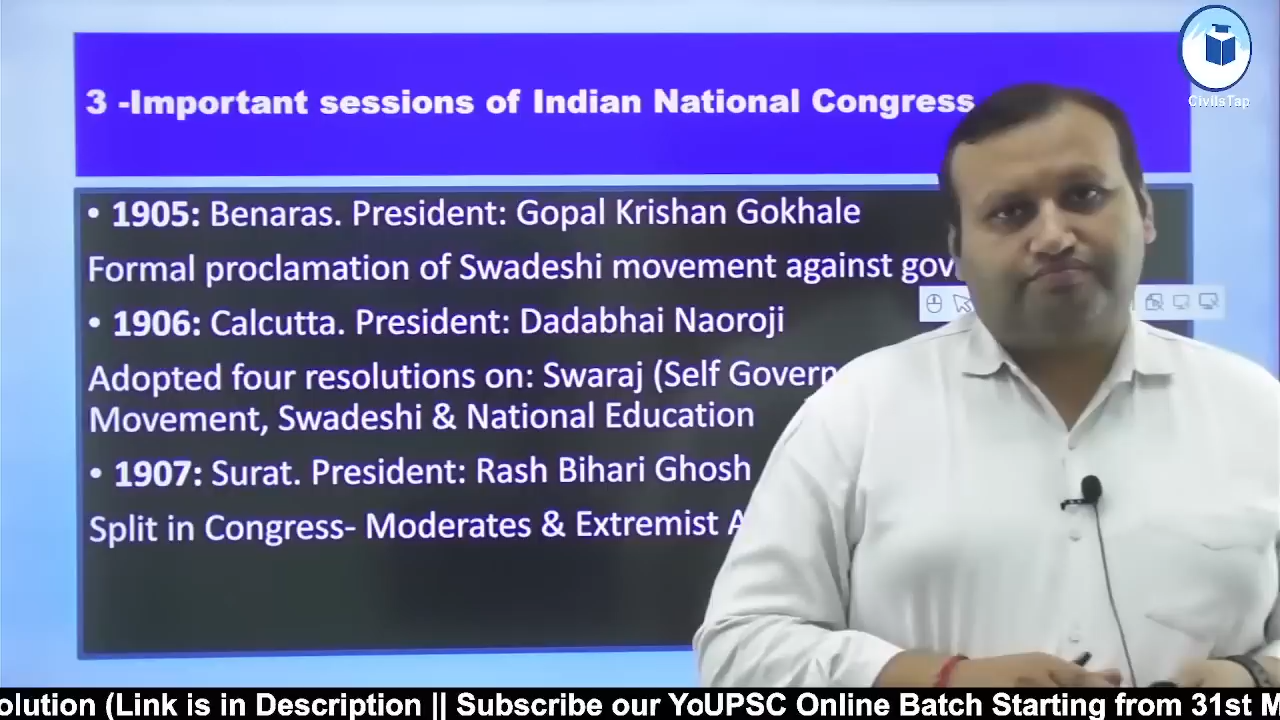 CivilsTap
3 -Important sessions of Indian National Congress
• 1905: Benaras. President: Gopal Krishan Gokhale
Formal proclamation of Swadeshi movement against
• 1906: Calcutta. President: Dadabhai Naoroji
Adopted four resolutions on: Swaraj (Self
Movement, Swadeshi & National Education
• 1907: Surat. President: Rash Bihari Ghosh
Split in Congress- Moderates & Extremist
olution (Link is in Description || Subscribe our YoUPSC Online Batch Starting from 31st M